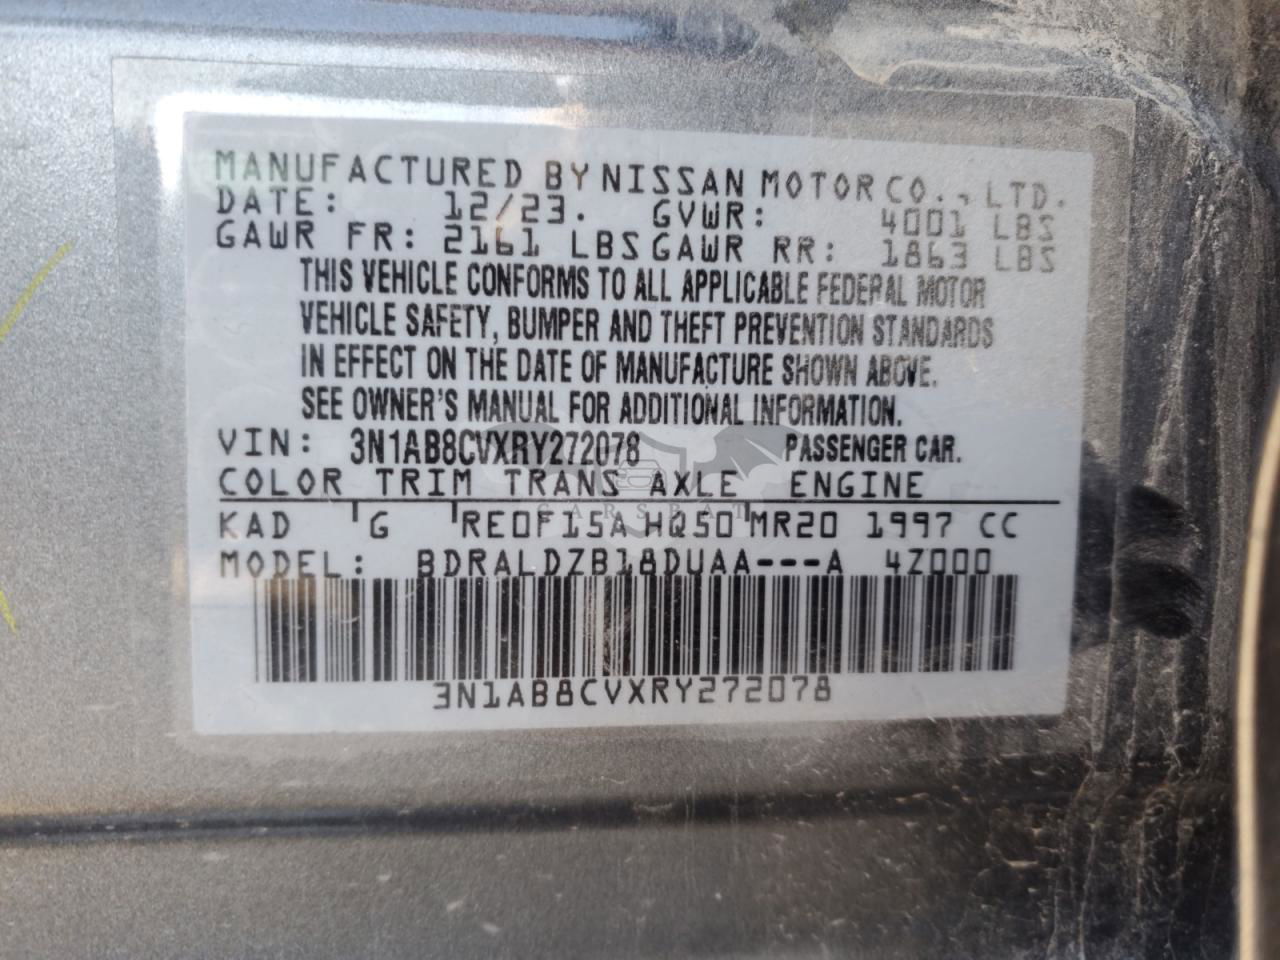 MANUFACTURED BY NISSAN MOTOR CO., LTD.
DATE: 12/23. GVWR: 4001 LBS
GAWR FR: 2161 LBS GAWR RR: 1863 LBS
THIS VEHICLE CONFORMS TO ALL APPLICABLE FEDERAL MOTOR
VEHICLE SAFETY, BUMPER AND THEFT PREVENTION STANDARDS
IN EFFECT ON THE DATE OF MANUFACTURE SHOWN ABOVE.
SEE OWNER'S MANUAL FOR ADDITIONAL INFORMATION.
VIN: 3N1AB8CVXRY272078 PASSENGER CAR.
COLOR TRIM TRANS AXLE ENGINE
CARSBAT
KAD G RE0F15A HQ50 MR20 1997 CC
MODEL: BDRALDZB18DUAA---A 4Z000
3N1AB8CVXRY272078